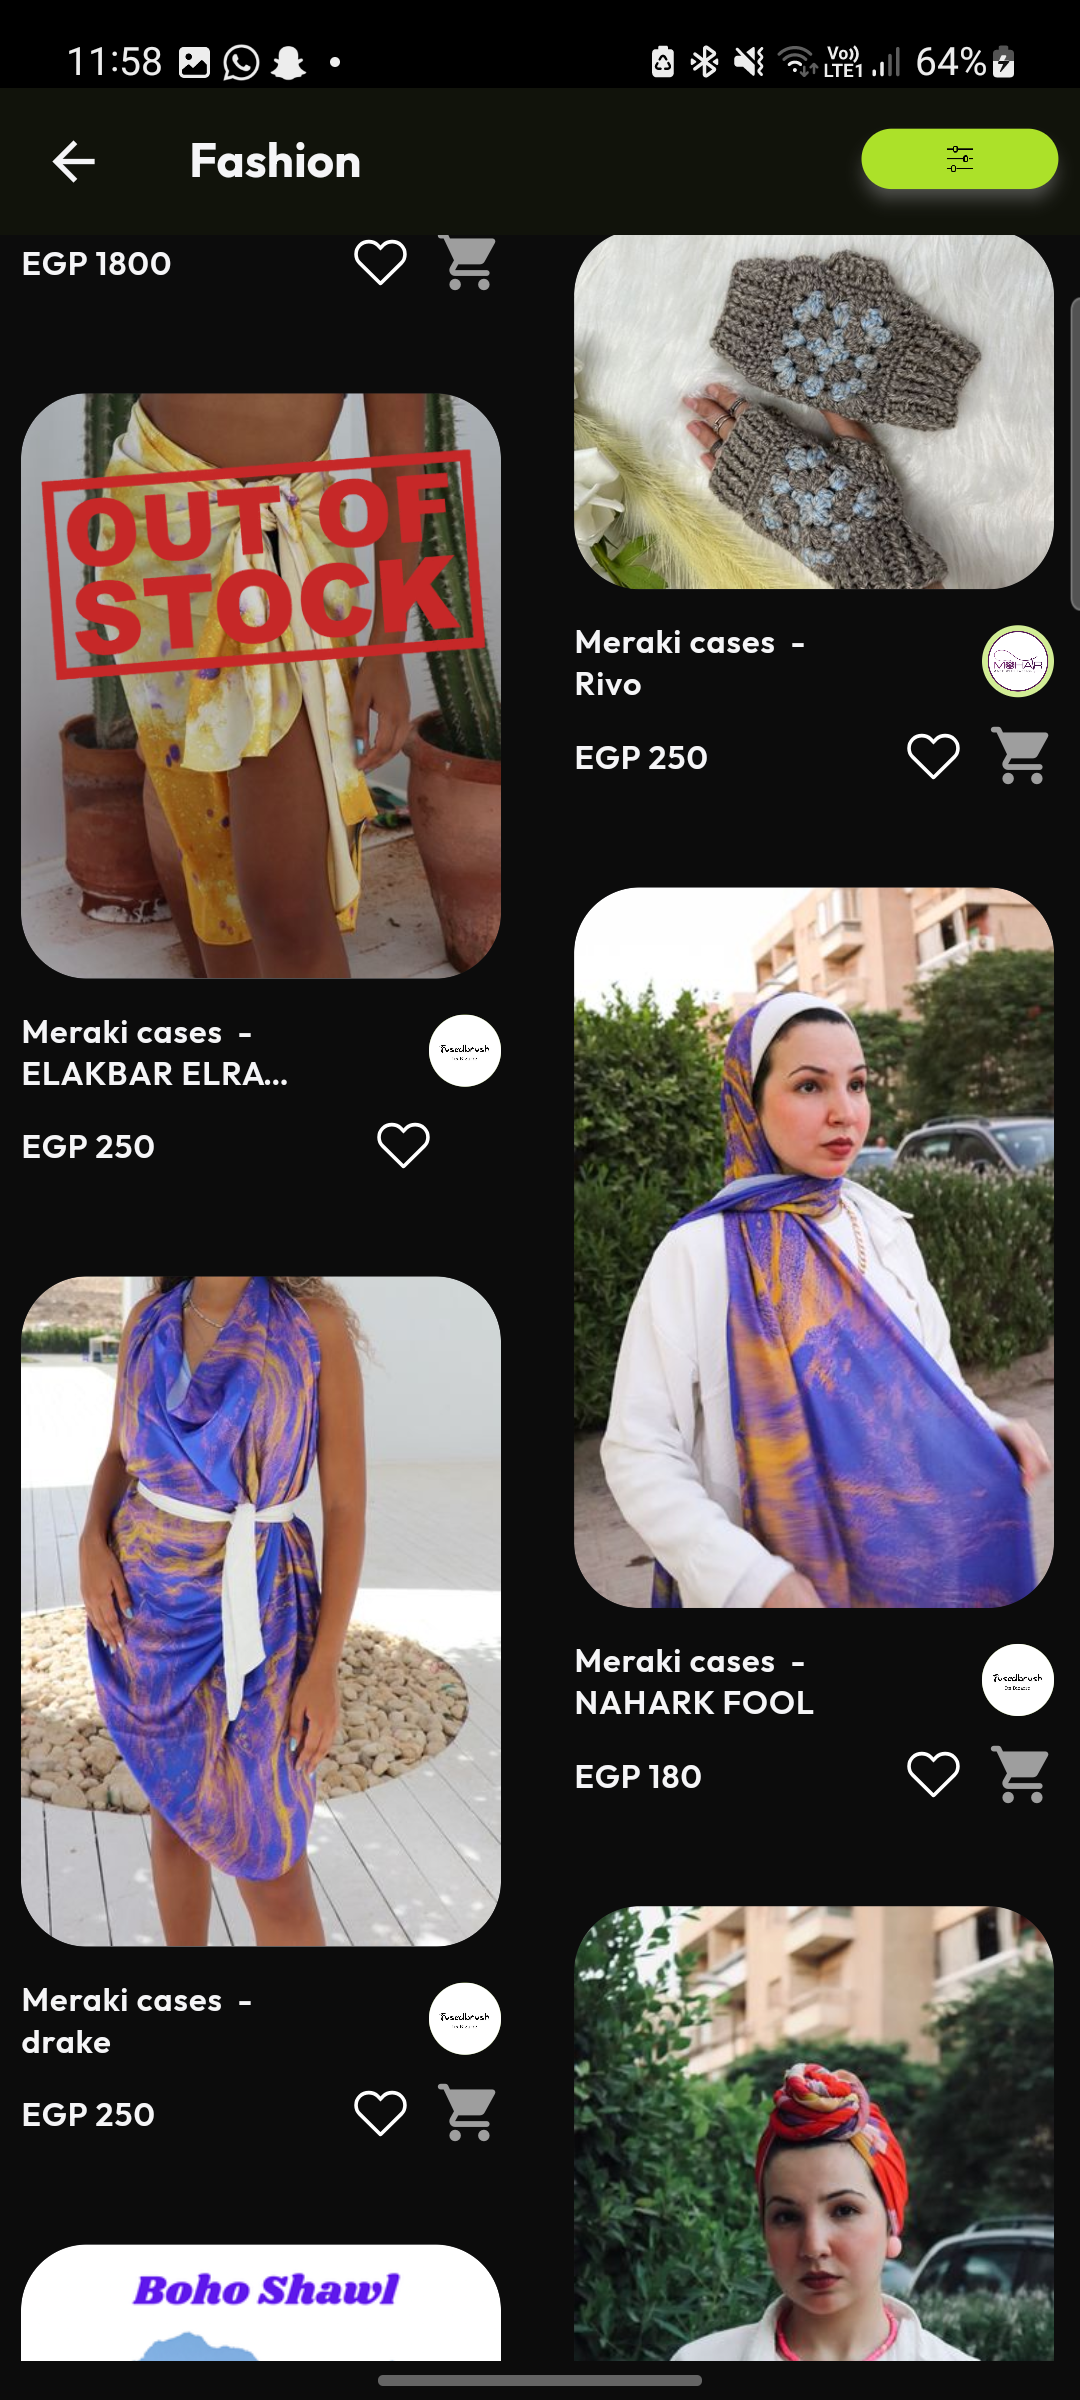 11:58
Vo))
LTE1
64%
Fashion
EGP 1800
OUT OF
STOCK
Meraki cases -
ELAKBAR ELRA...
Fusedbrush
EGP 250
Meraki cases -
drake
Fusedbrush
EGP 250
Boho Shawl
Meraki cases -
Rivo
MOHAIR
EGP 250
Meraki cases -
NAHARK FOOL
Fusedbrush
EGP 180